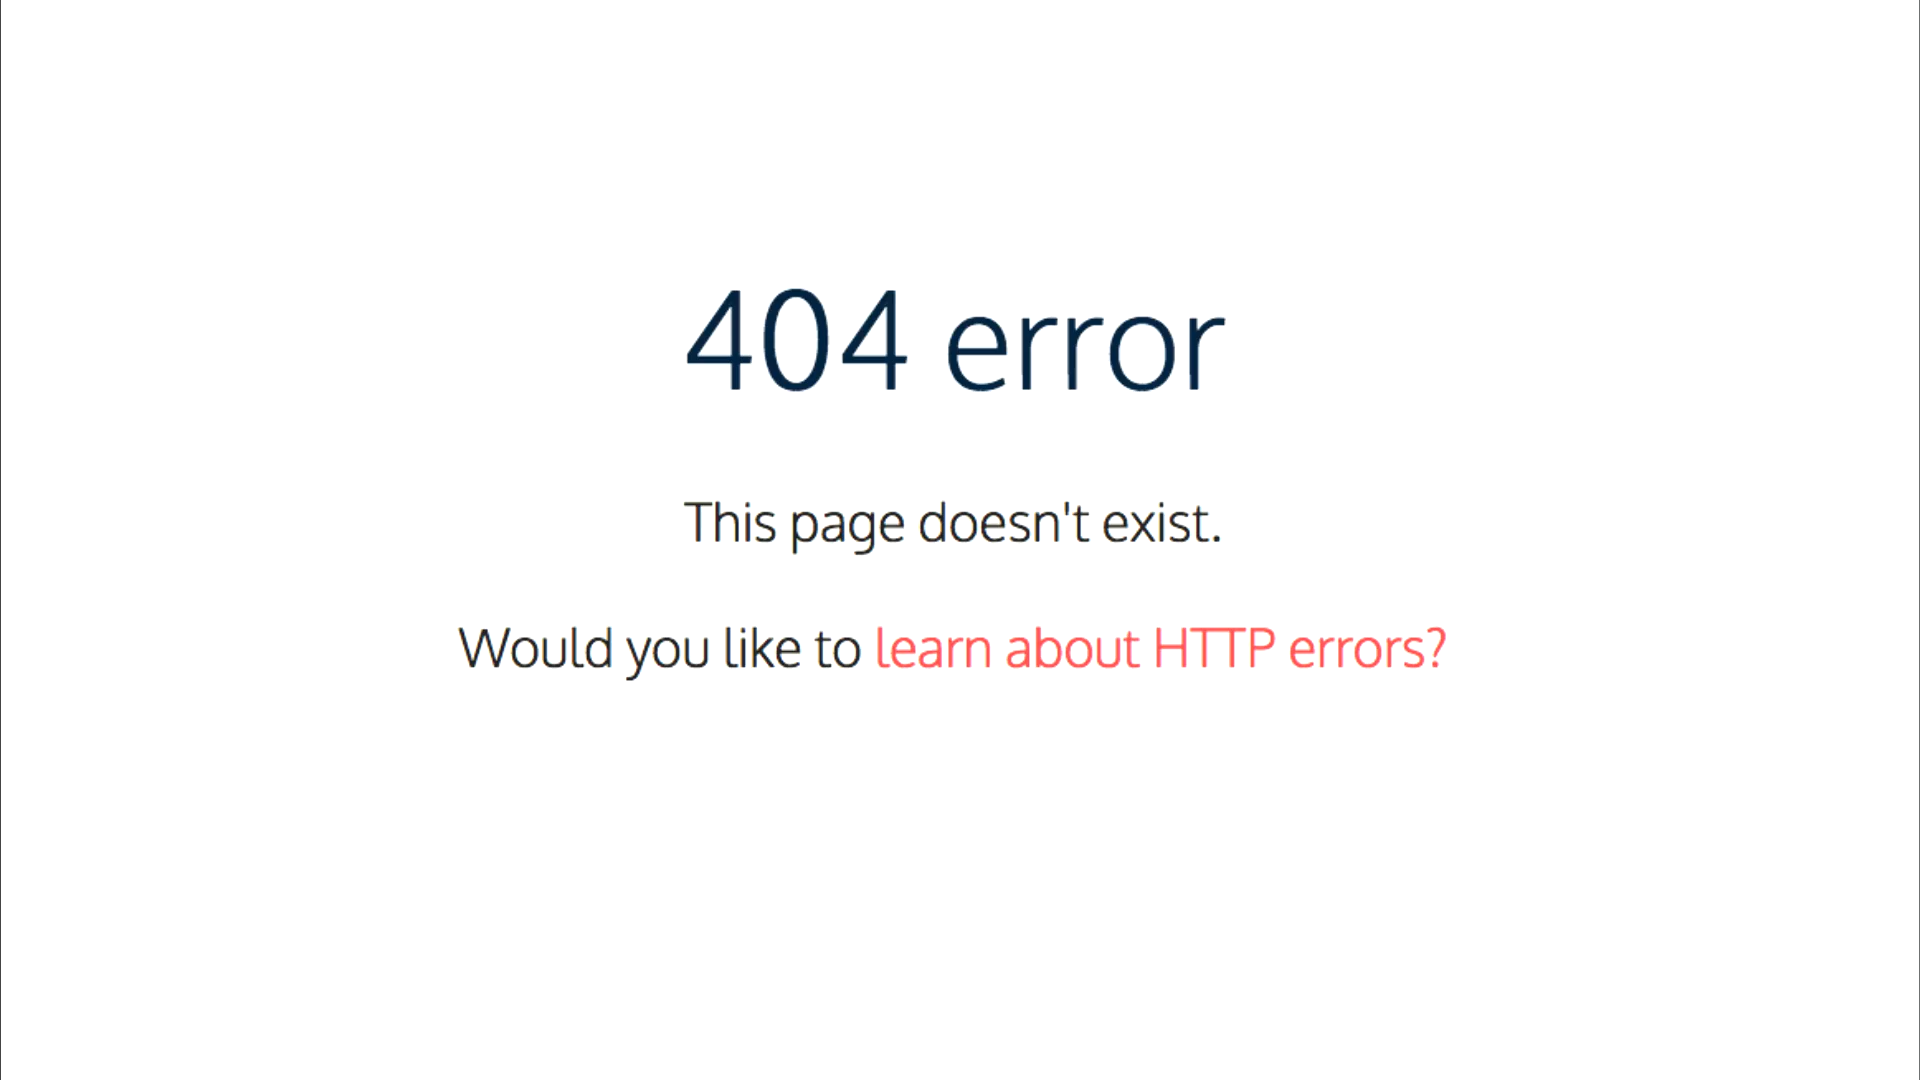 404 error
This page doesn't exist.
Would you like to learn about HTTP errors?